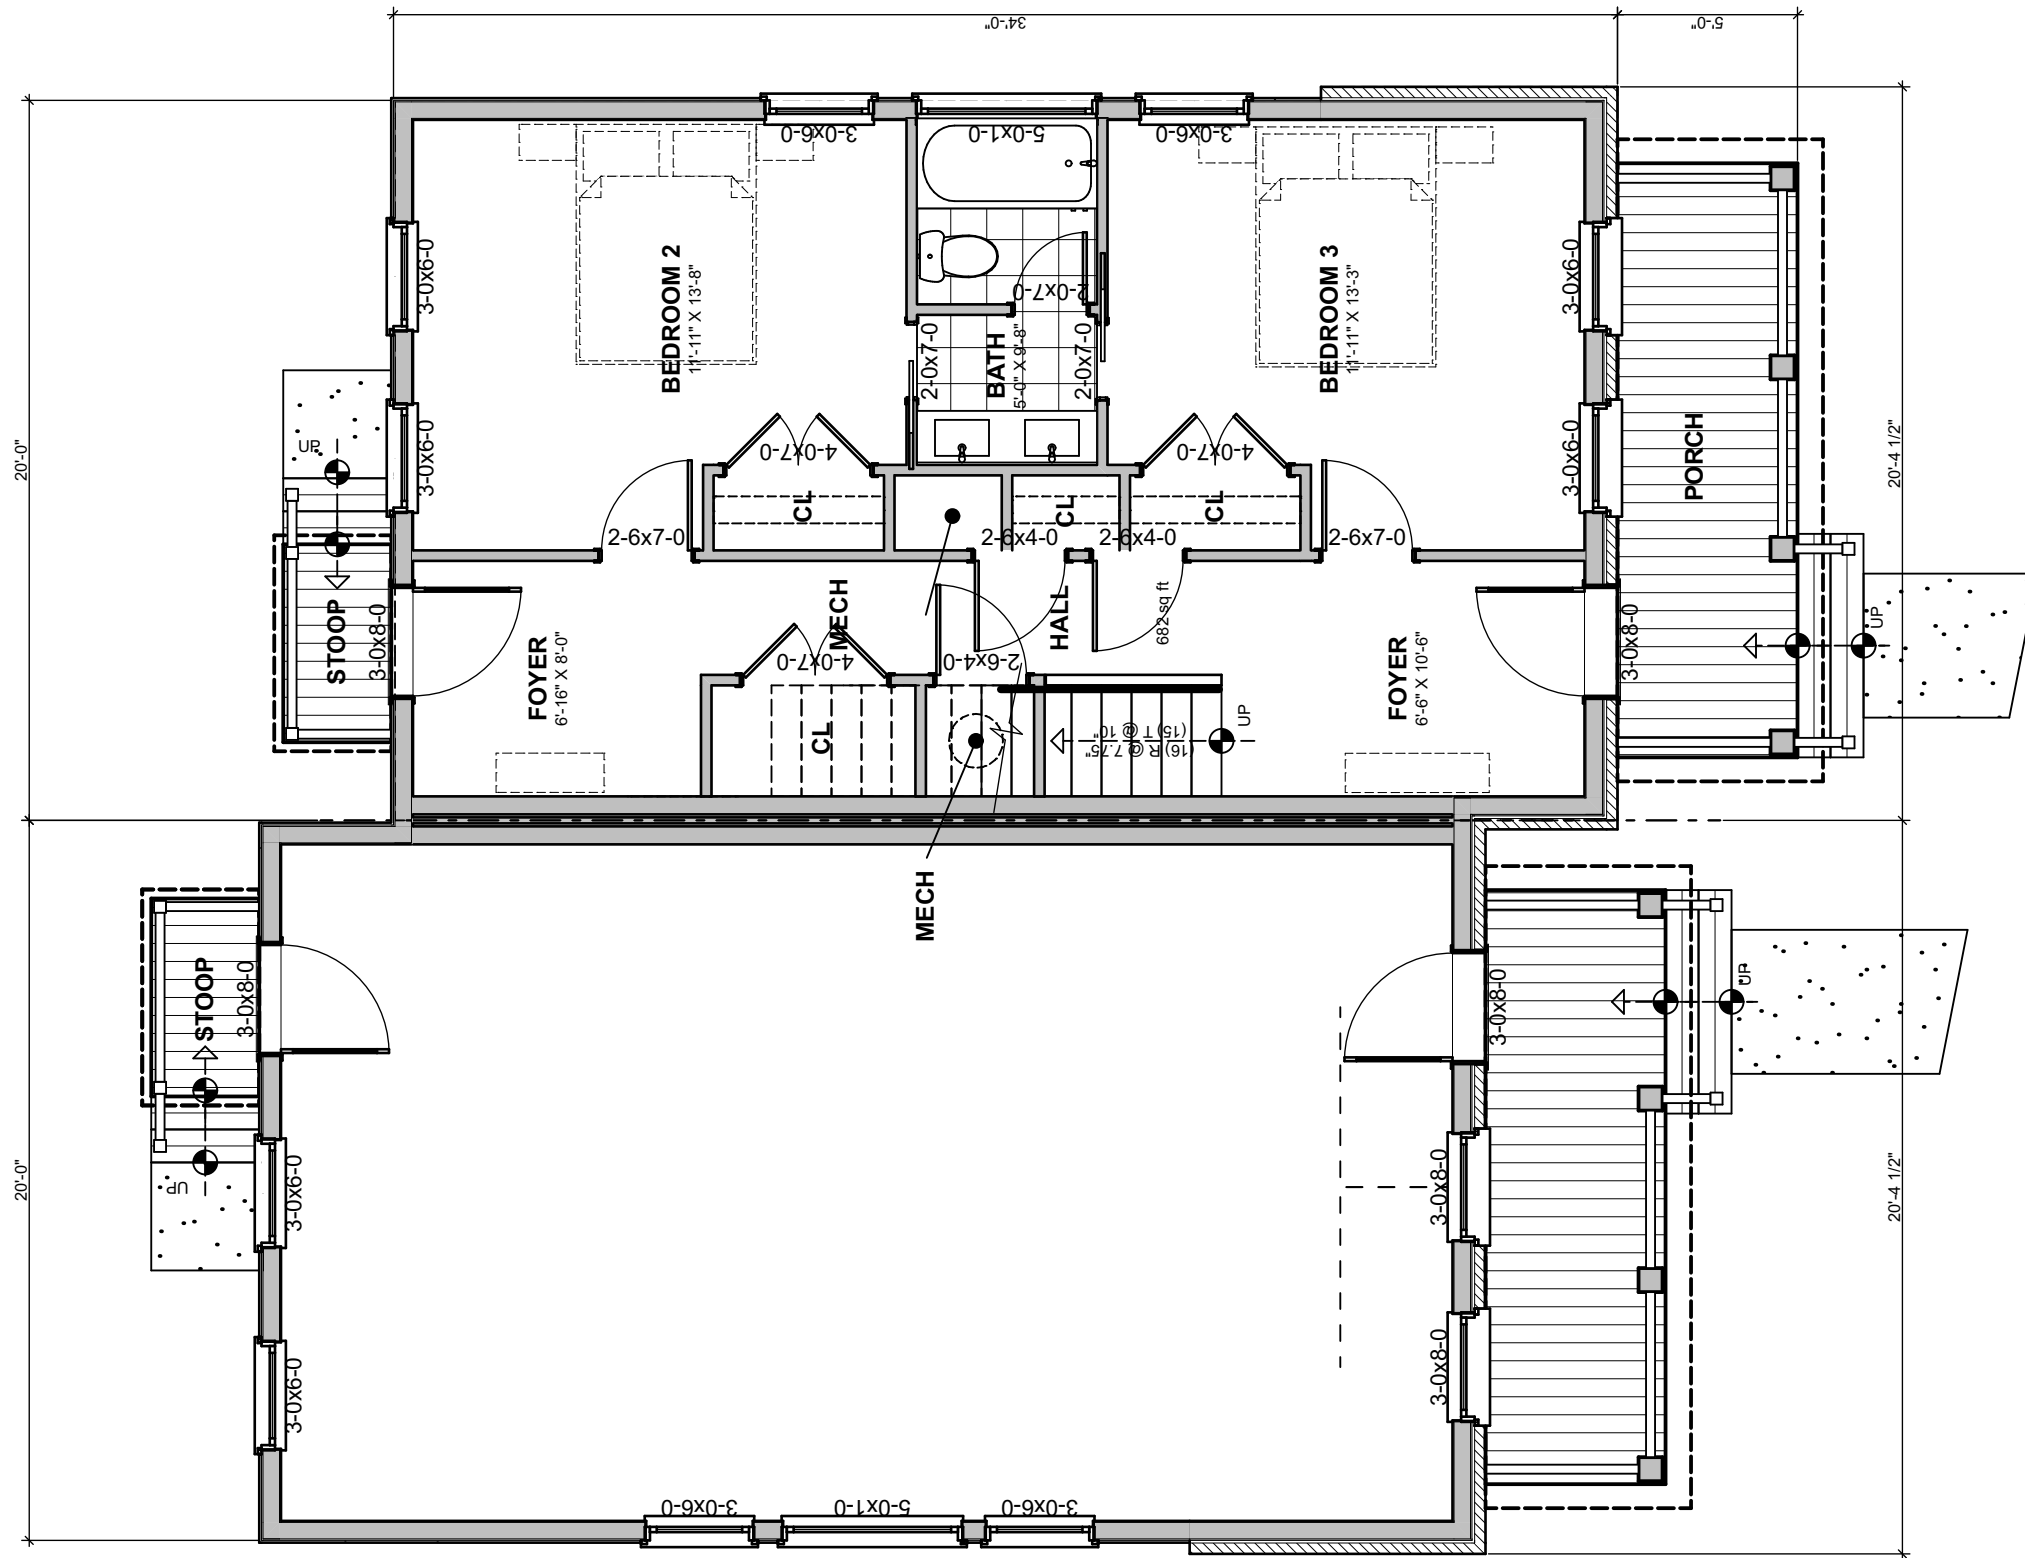 34'-0"
5'-0"
20'-0"
20'-4 1/2"
3-0x6-0
5-0x1-0
3-0x6-0
3-0x6-0
BEDROOM 2
11'-11" X 13'-8"
2-0x7-0
BEDROOM 3
11'-11" X 13'-3"
3-0x6-0
UP
3-0x6-0
2-0x7-0
BATH
5'-0" X 9'-8"
2-0x7-0
3-0x6-0
PORCH
4-0x7-0
4-0x7-0
CL
CL
CL
2-6x7-0
2-6x4-0
2-6x4-0
2-6x7-0
STOOP
3-0x8-0
FOYER
6'-16" X 8'-0"
MECH
HALL
682 sq ft
4-0x7-0
2-6x4-0
FOYER
6'-6" X 10'-6"
3-0x8-0
UP
CL
(16) R @ 7.75"
(15) T @ 10"
UP
MECH
STOOP
3-0x8-0
3-0x8-0
UP
UP
20'-0"
20'-4 1/2"
3-0x6-0
3-0x8-0
3-0x6-0
3-0x8-0
3-0x6-0
5-0x1-0
3-0x6-0